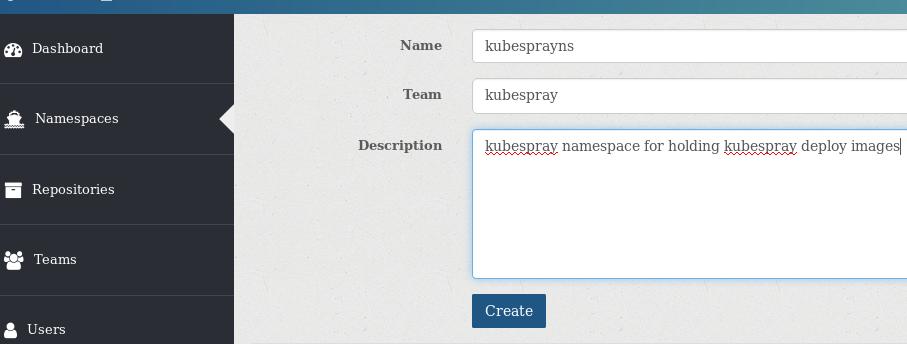 Dashboard
Namespaces
Repositories
Teams
Users
Name
kubesprayns
Team
kubespray
Description
kubespray namespace for holding kubespray deploy images
Create